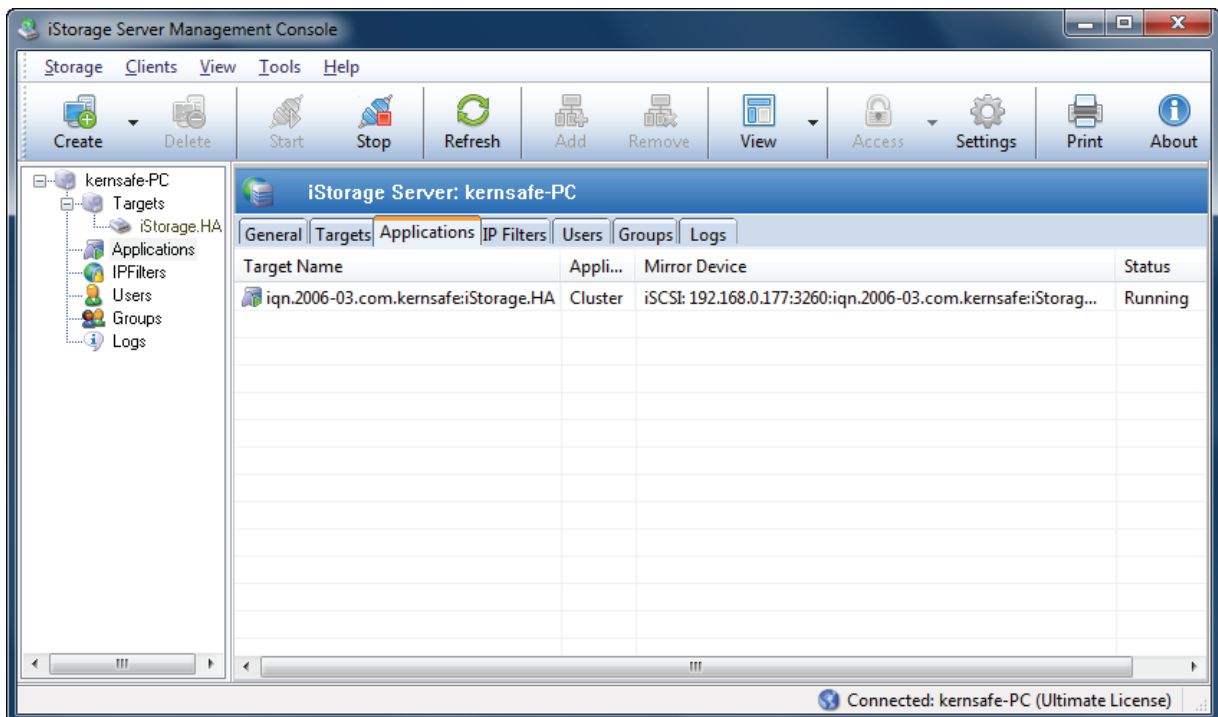 iStorage Server Management Console
Storage Clients View Tools Help
Create Delete Start Stop Refresh Add Remove View Access Settings Print About
kernsafe-PC
Targets
iStorage.HA
Applications
IPFilters
Users
Groups
Logs
iStorage Server: kernsafe-PC
General Targets Applications IP Filters Users Groups Logs
Target Name Appli... Mirror Device Status
iqn.2006-03.com.kernsafe:iStorage.HA Cluster iSCSI: 192.168.0.177:3260:iqn.2006-03.com.kernsafe:iStorag... Running
Connected: kernsafe-PC (Ultimate License)